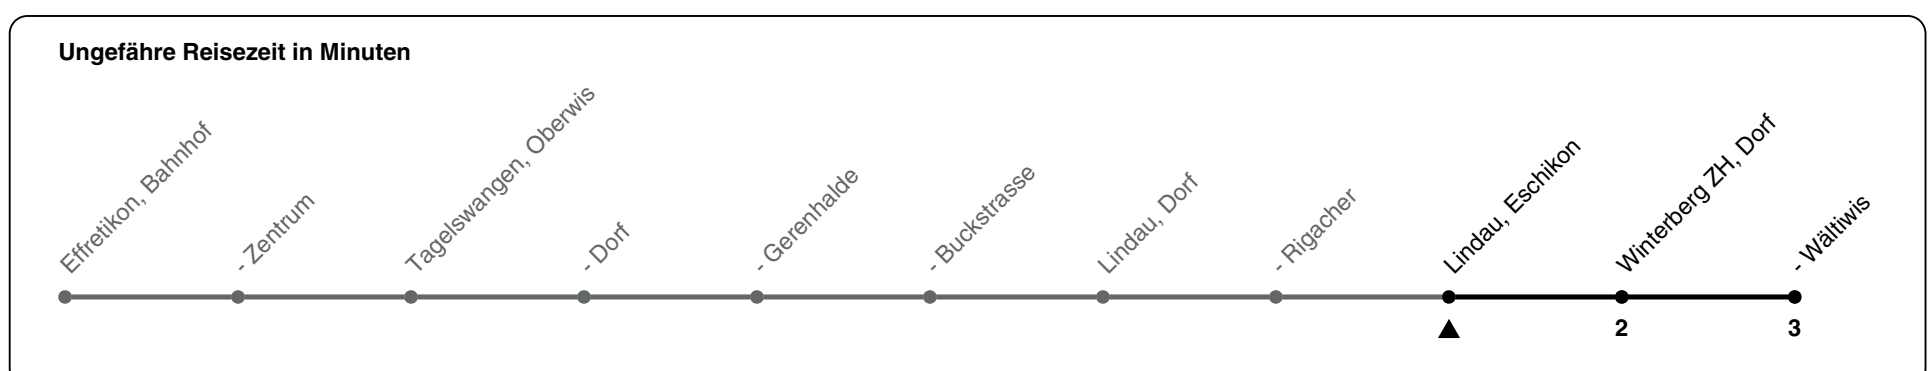 Ungefähre Reisezeit in Minuten
Effretikon, Bahnhof
- Zentrum
Tagelswangen, Oberwis
- Dorf
- Gerenhalde
- Buckstrasse
Lindau, Dorf
- Rigacher
Lindau, Eschikon
Winterberg ZH, Dorf
- Wältiwis
2
3